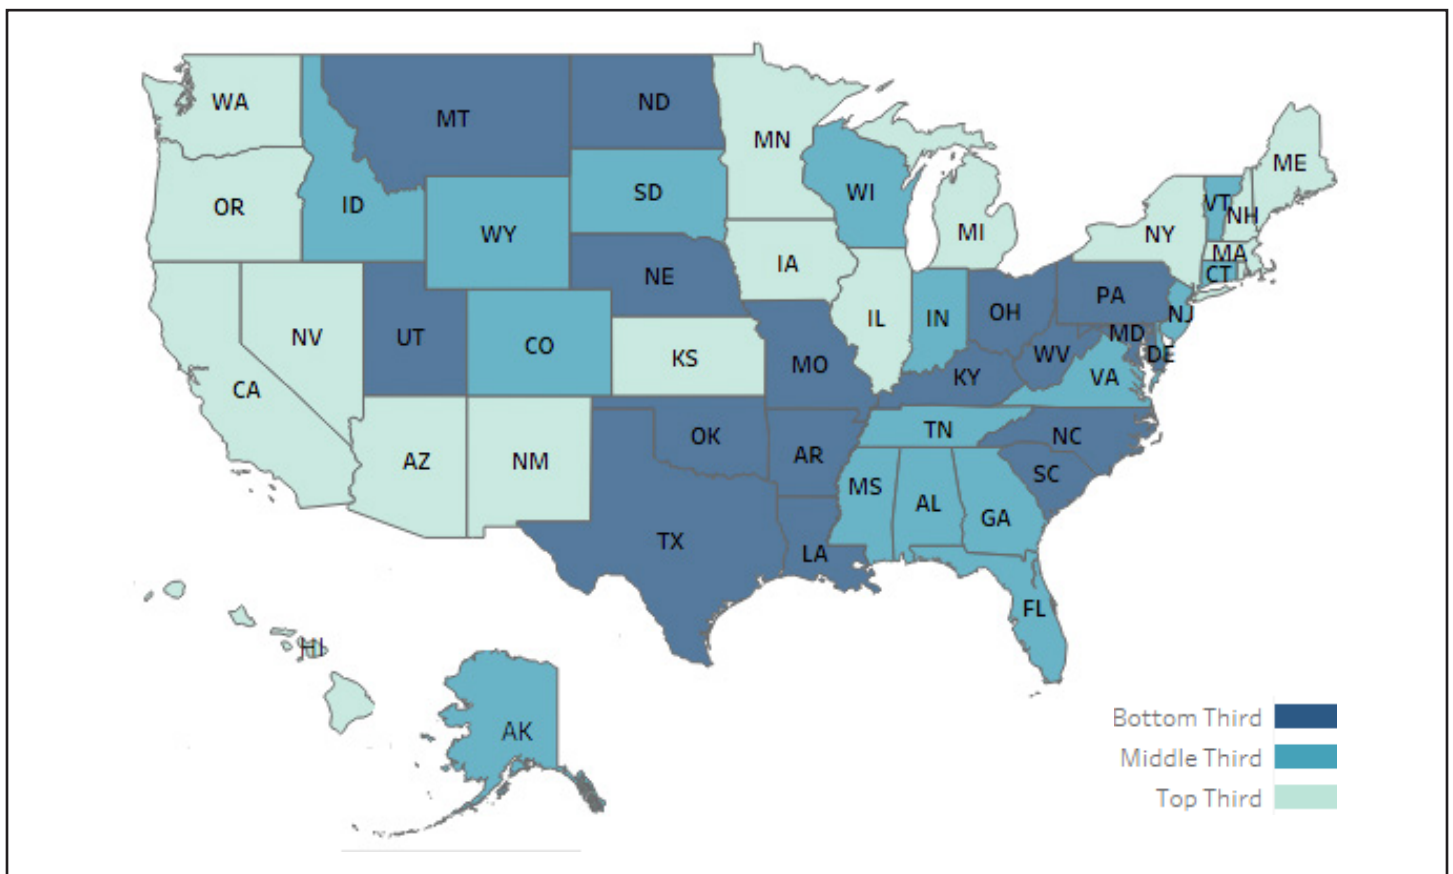 WA
MT
ND
MN
ME
OR
ID
SD
WI
VT
NH
WY
MI
NY
MA
IA
CT
NE
PA
NV
UT
CO
IL
IN
OH
NJ
MD
KS
MO
WV
DE
CA
KY
VA
AZ
NM
OK
TN
NC
AR
SC
MS
AL
GA
TX
LA
FL
HI
AK
Bottom Third
Middle Third
Top Third